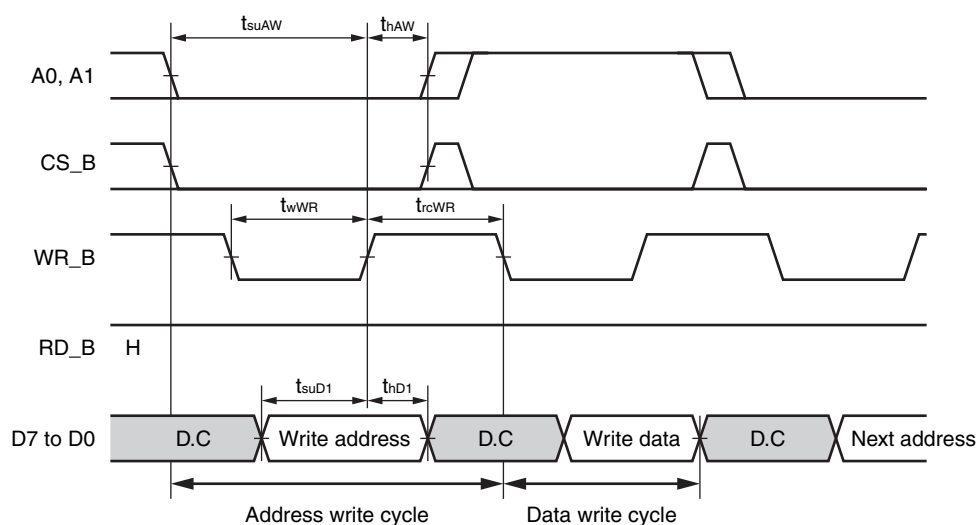 tsuAW thAW
A0, A1
CS_B
twWR trcWR
WR_B
RD_B H
tsuD1 thD1
D7 to D0 D.C Write address D.C Write data D.C Next address
Address write cycle Data write cycle